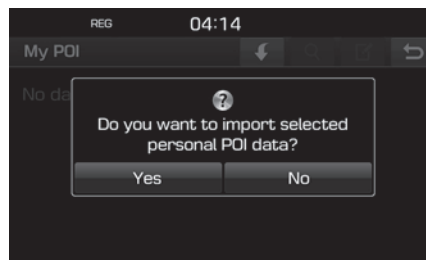 REG 04:14
My POI
No da
Do you want to import selected
personal POI data?
Yes No